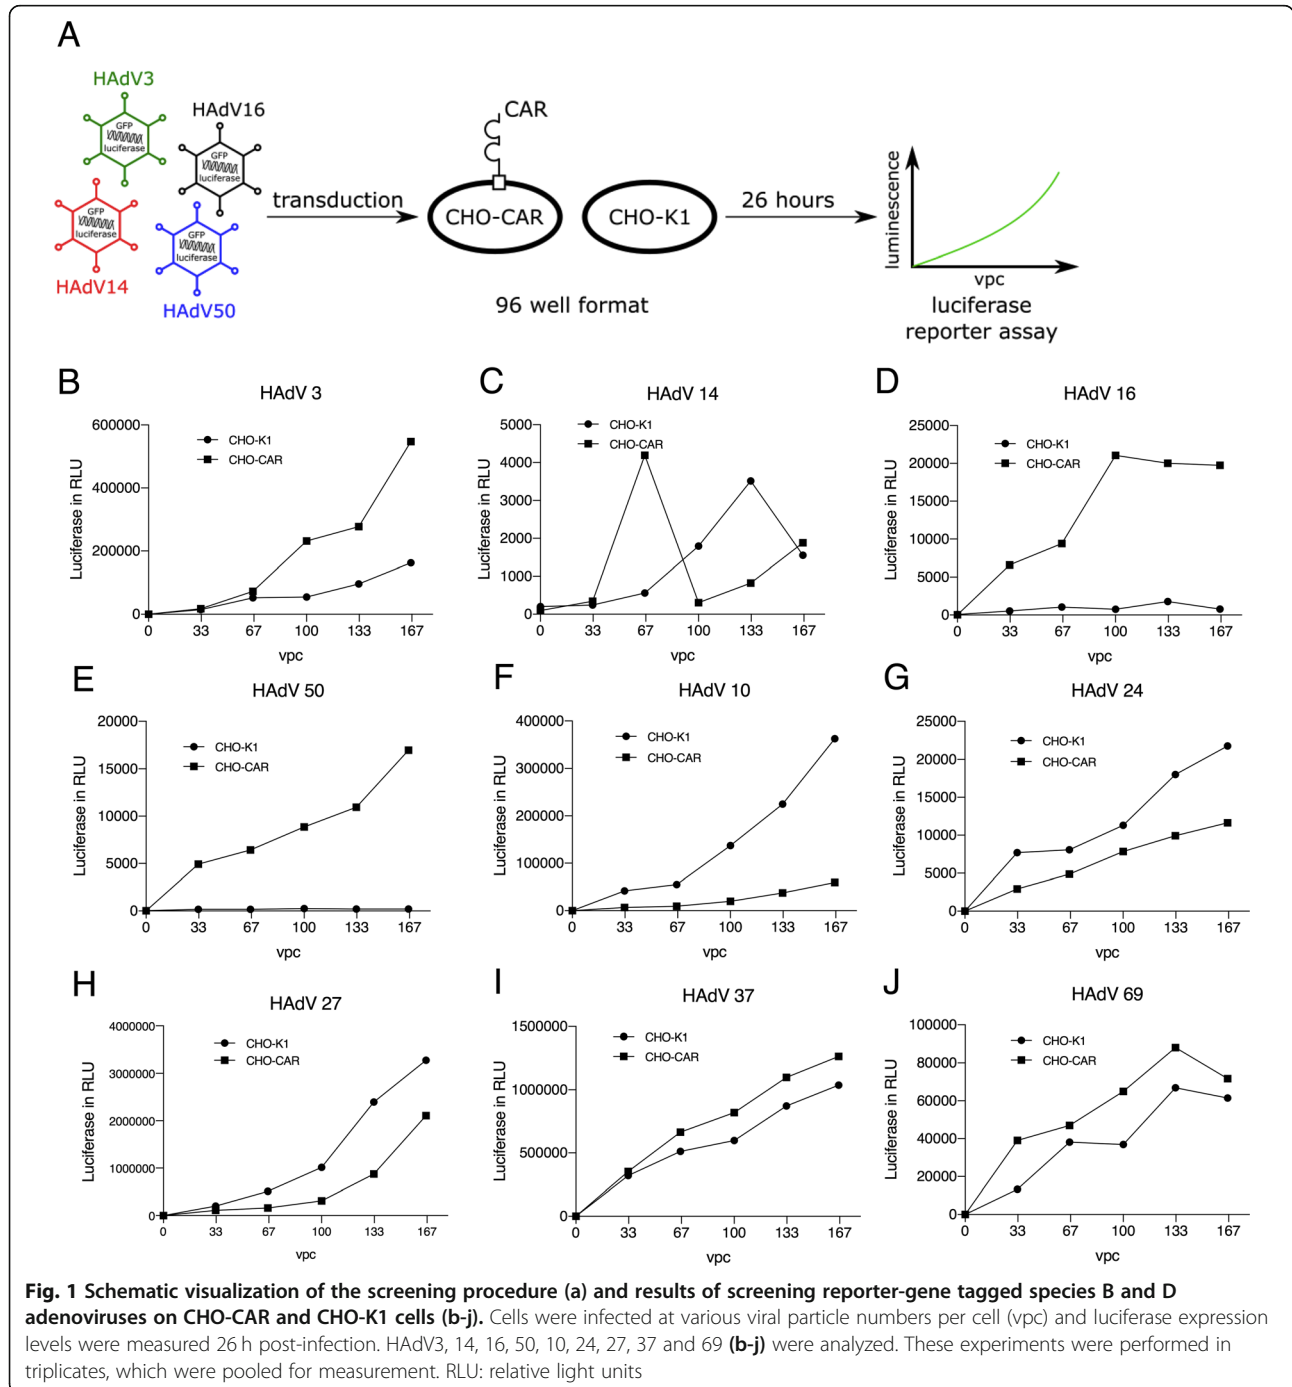 A
HAdV3
GFP
luciferase
HAdV16
GFP
luciferase
GFP
luciferase
HAdV14
GFP
luciferase
HAdV50
transduction
CAR
CHO-CAR
CHO-K1
96 well format
26 hours
luminescence
vpc
luciferase
reporter assay
B
HAdV 3
CHO-K1
CHO-CAR
Luciferase in RLU
600000
400000
200000
0
0 33 67 100 133 167
vpc
C
HAdV 14
CHO-K1
CHO-CAR
Luciferase in RLU
5000
4000
3000
2000
1000
0
0 33 67 100 133 167
vpc
D
HAdV 16
CHO-K1
CHO-CAR
Luciferase in RLU
25000
20000
15000
10000
5000
0
0 33 67 100 133 167
vpc
E
HAdV 50
CHO-K1
CHO-CAR
Luciferase in RLU
20000
15000
10000
5000
0
0 33 67 100 133 167
vpc
F
HAdV 10
CHO-K1
CHO-CAR
Luciferase in RLU
400000
300000
200000
100000
0
0 33 67 100 133 167
vpc
G
HAdV 24
CHO-K1
CHO-CAR
Luciferase in RLU
25000
20000
15000
10000
5000
0
0 33 67 100 133 167
vpc
H
HAdV 27
CHO-K1
CHO-CAR
Luciferase in RLU
4000000
3000000
2000000
1000000
0
0 33 67 100 133 167
vpc
I
HAdV 37
CHO-K1
CHO-CAR
Luciferase in RLU
1500000
1000000
500000
0
0 33 67 100 133 167
vpc
J
HAdV 69
CHO-K1
CHO-CAR
Luciferase in RLU
100000
80000
60000
40000
20000
0
0 33 67 100 133 167
vpc
Fig. 1 Schematic visualization of the screening procedure (a) and results of screening reporter-gene tagged species B and D
adenoviruses on CHO-CAR and CHO-K1 cells (b-j). Cells were infected at various viral particle numbers per cell (vpc) and luciferase expression
levels were measured 26 h post-infection. HAdV3, 14, 16, 50, 10, 24, 27, 37 and 69 (b-j) were analyzed. These experiments were performed in
triplicates, which were pooled for measurement. RLU: relative light units